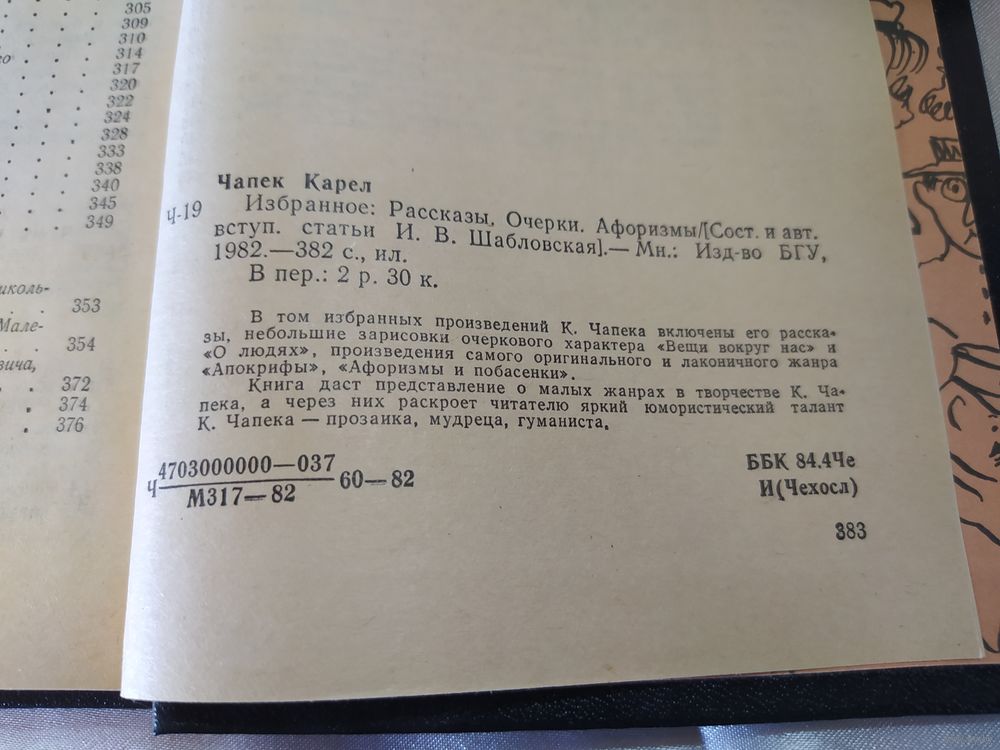 305
309
310
314
317
320
322
324
328
333
338
340
345
349
353
354
372
374
376
Чапек Карел
Ч-19
Избранное: Рассказы, Очерки. Афоризмы/[Сост. и авт.
вступ. статьи И. В. Шабловская].— Мн.: Изд-во БГУ,
1982.—382 с., ил.
В пер.: 2 р. 30 к.
В том избранных произведений К. Чапека включены его расска-
зы, небольшие зарисовки очеркового характера «Вещи вокруг нас» и
«О людях», произведения самого оригинального и лаконичного жанра
«Апокрифы», «Афоризмы и побасенки».
Книга даст представление о малых жанрах в творчестве К. Ча-
пека, а через них раскроет читателю яркий юмористический талант
К. Чапека — прозаика, мудреца, гуманиста.
Ч 4703000000—037
М317—82
60—82
ББК 84.4Че
И(Чехосл)
383